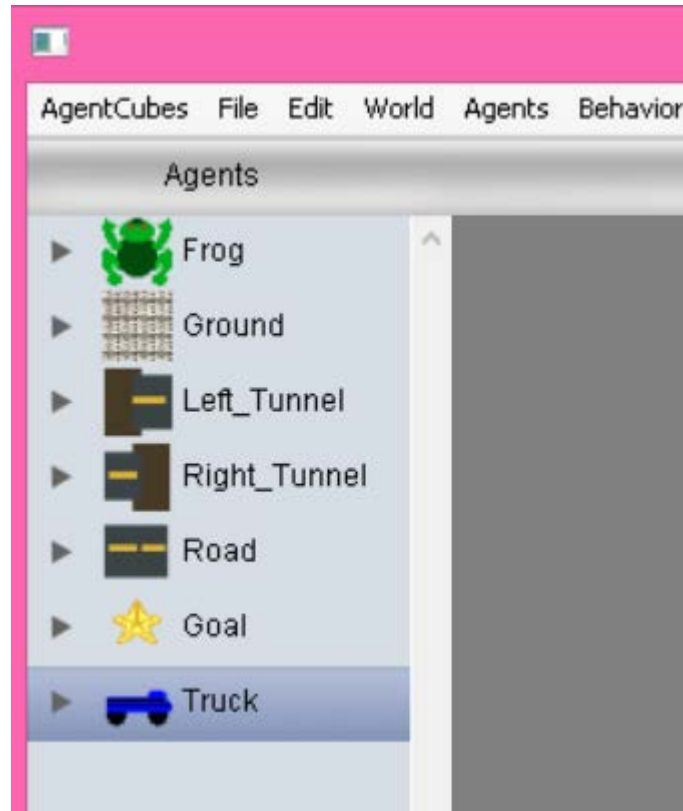 AgentCubes File Edit World Agents Behavior
Agents
Frog
Ground
Left_Tunnel
Right_Tunnel
Road
Goal
Truck